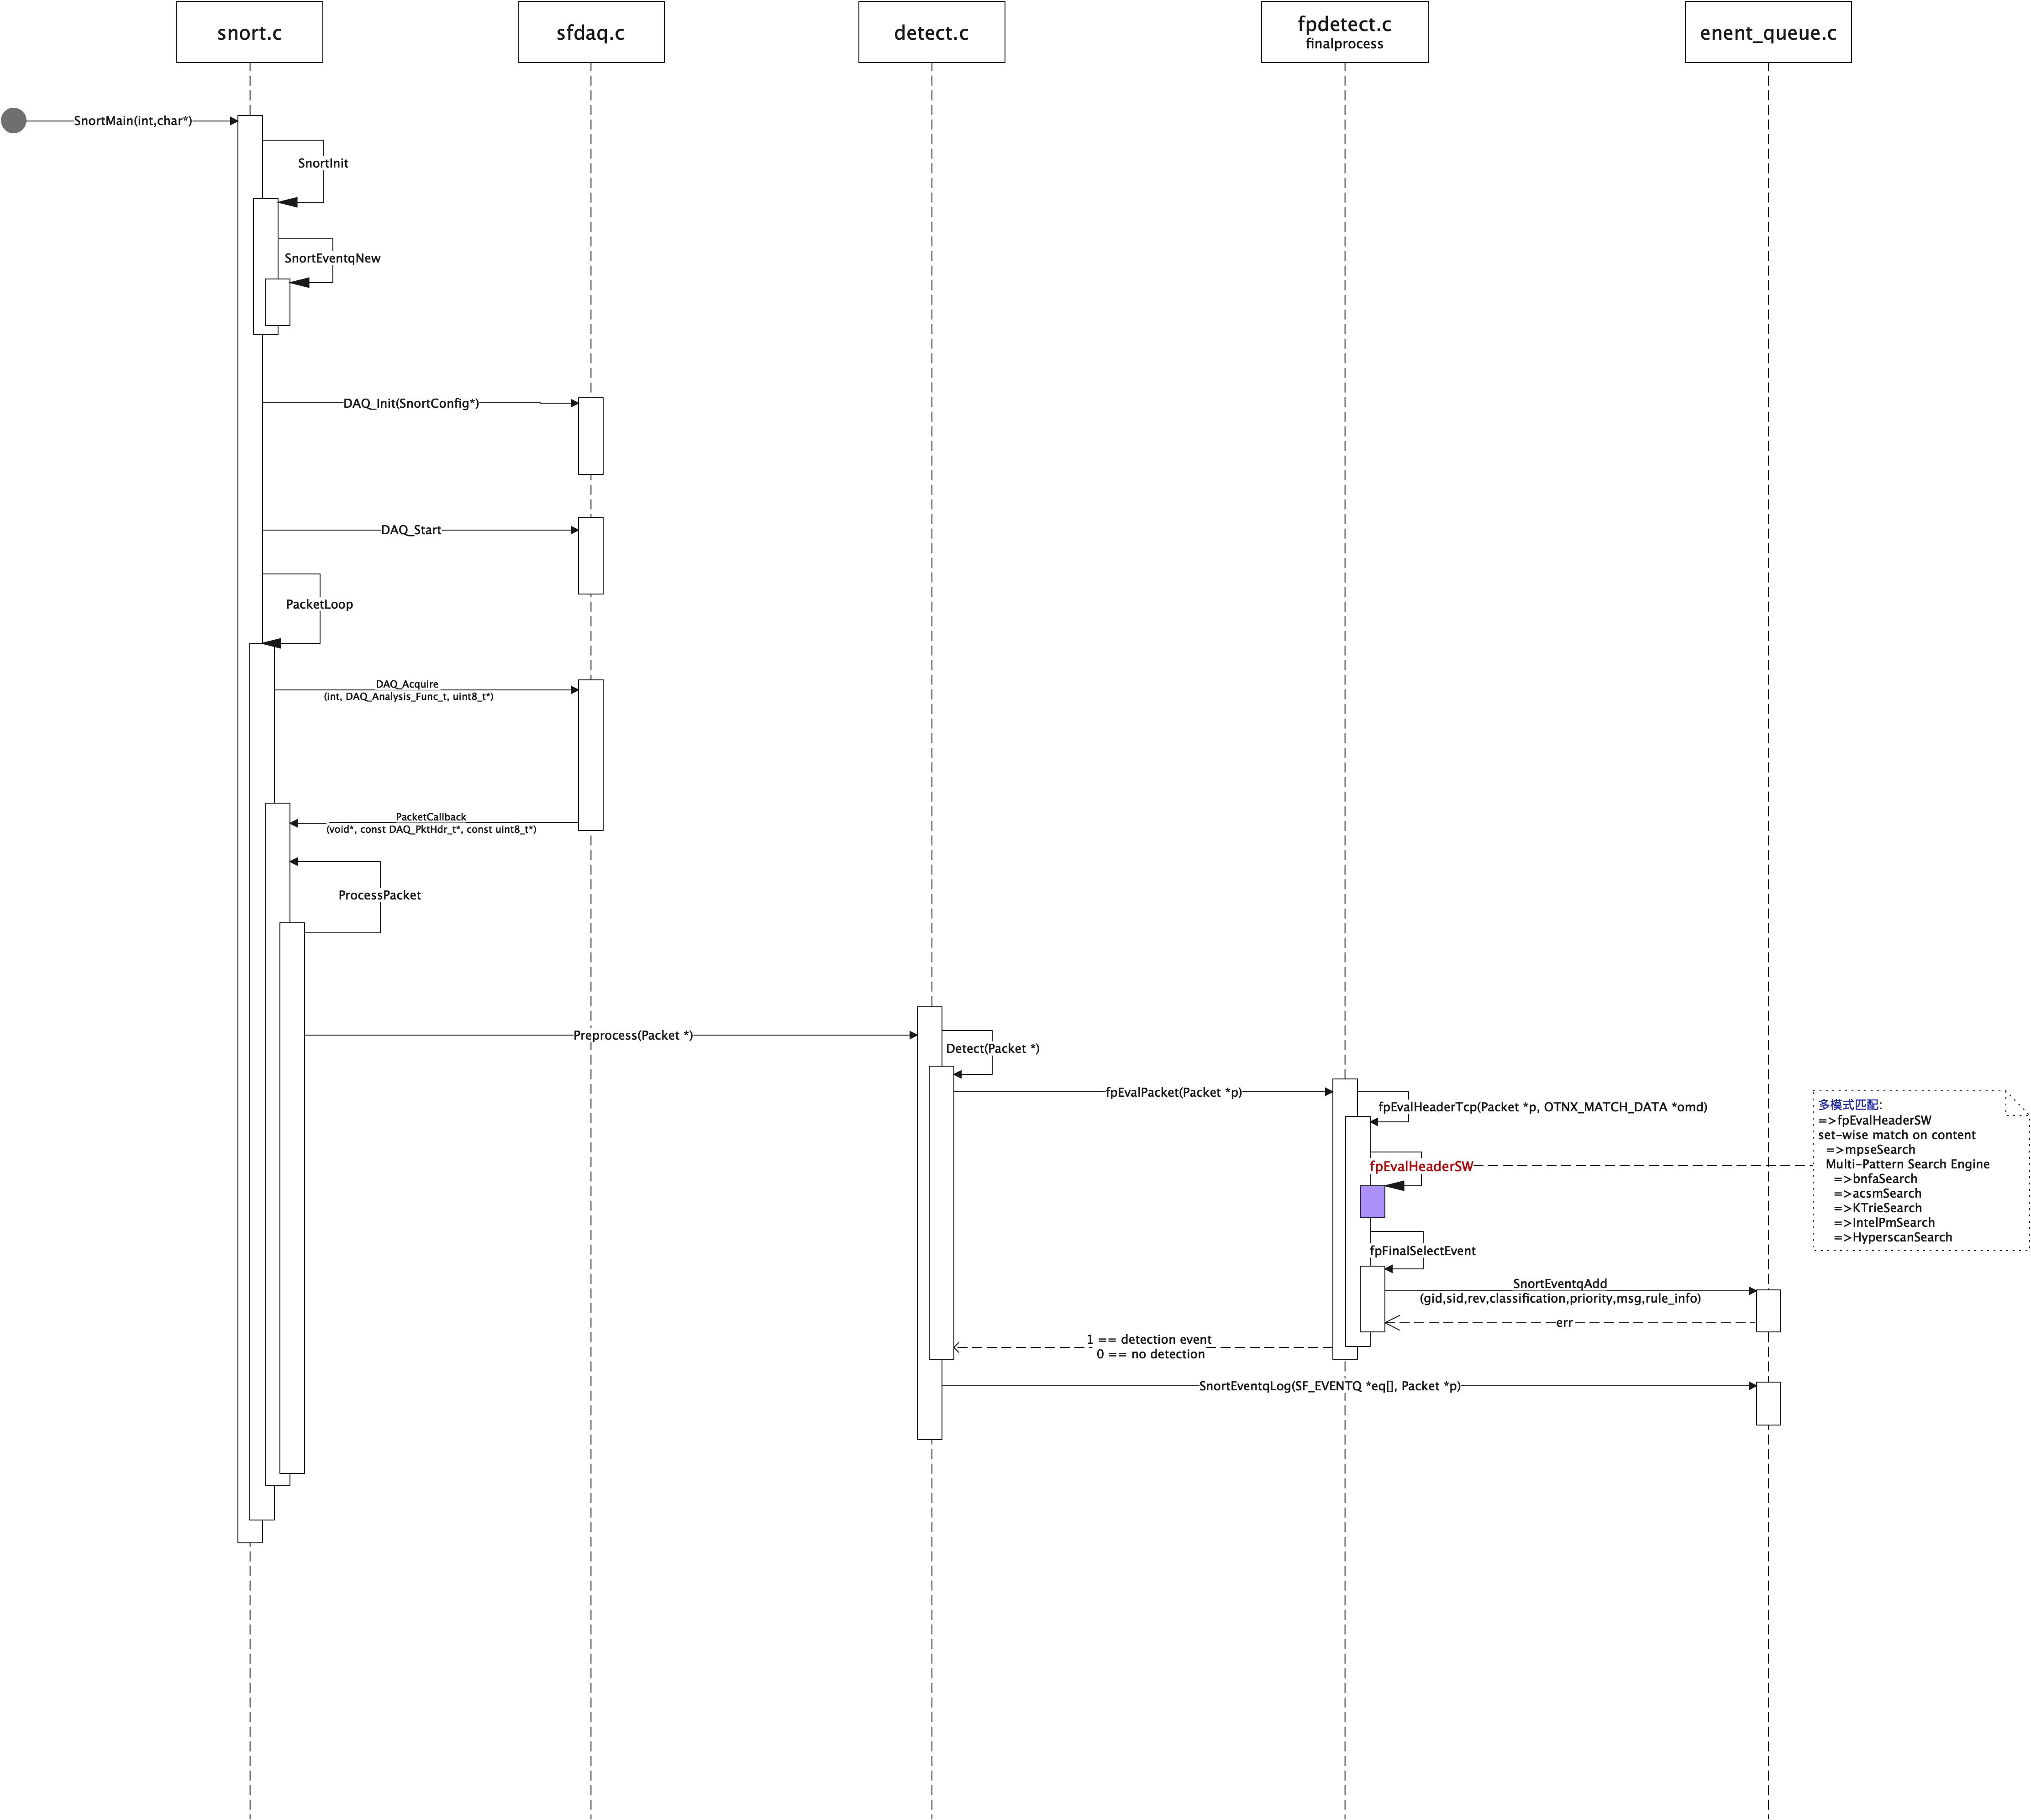 snort.c
sfdaq.c
detect.c
fpdetect.c
finalprocess
enent_queue.c
SnortMain(int,char*)
SnortInit
SnortEventqNew
DAQ_Init(SnortConfig*)
DAQ_Start
PacketLoop
DAQ_Acquire
(int, DAQ_Analysis_Func_t, uint8_t*)
PacketCallback
(void*, const DAQ_PktHdr_t*, const uint8_t*)
ProcessPacket
Preprocess(Packet *)
Detect(Packet *)
fpEvalPacket(Packet *p)
fpEvalHeaderTcp(Packet *p, OTNX_MATCH_DATA *omd)
fpEvalHeaderSW
多模式匹配:
=>fpEvalHeaderSW
set-wise match on content
=>mpseSearch
Multi-Pattern Search Engine
=>bnfaSearch
=>acsmSearch
=>KTrieSearch
=>IntelPmSearch
=>HyperscanSearch
fpFinalSelectEvent
SnortEventqAdd
(gid,sid,rev,classification,priority,msg,rule_info)
err
1 == detection event
0 == no detection
SnortEventqLog(SF_EVENTQ *eq[], Packet *p)